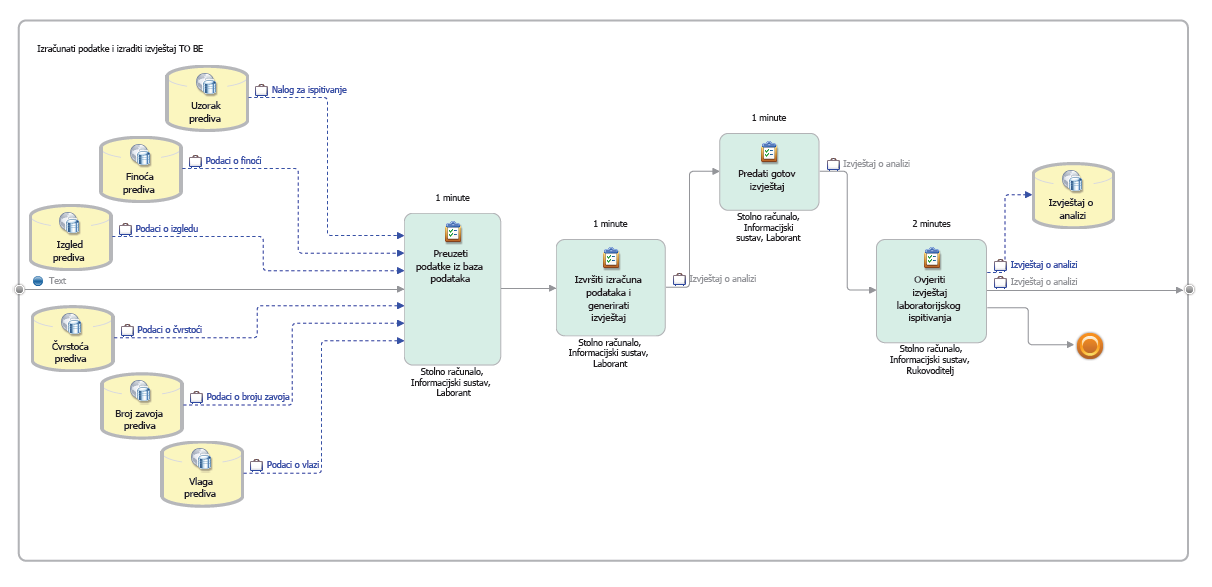 Izračunati podatke i izraditi izvještaj TO BE
Uzorak
prediva
Nalog za ispitivanje
Finoća
prediva
Podaci o finoći
Izgled
prediva
Podaci o izgledu
Text
Čvrstoća
prediva
Podaci o čvrstoći
Broj zavoja
prediva
Podaci o broju zavoja
Vlaga
prediva
Podaci o vlazi
1 minute
Preuzeti
podatke iz baza
podataka
Stolno računalo,
Informacijski sustav,
Laborant
1 minute
Izvršiti izračuna
podataka i
generirati
izvještaj
Stolno računalo,
Informacijski sustav,
Laborant
Izvještaj o analizi
1 minute
Predati gotov
izvještaj
Stolno računalo,
Informacijski
sustav, Laborant
Izvještaj o analizi
2 minutes
Ovjeriti
izvještaj
laboratorijskog
ispitivanja
Stolno računalo,
Informacijski sustav,
Rukovoditelj
Izvještaj o
analizi
Izvještaj o analizi
Izvještaj o analizi